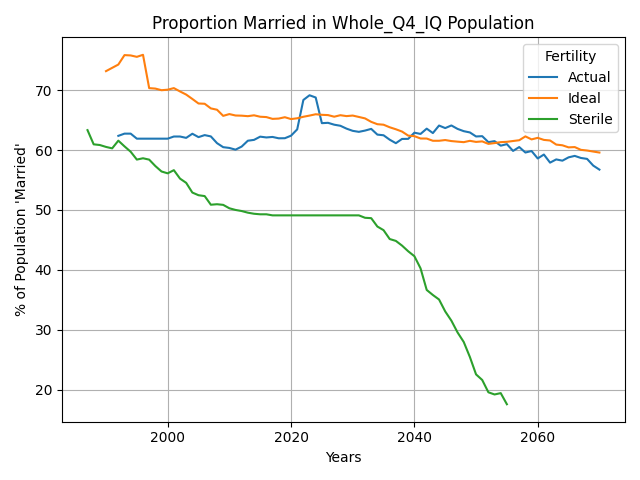 Proportion Married in Whole_Q4_IQ Population
Fertility
Actual
Ideal
Sterile
% of Population 'Married'
70
60
50
40
30
20
2000
2020
2040
2060
Years